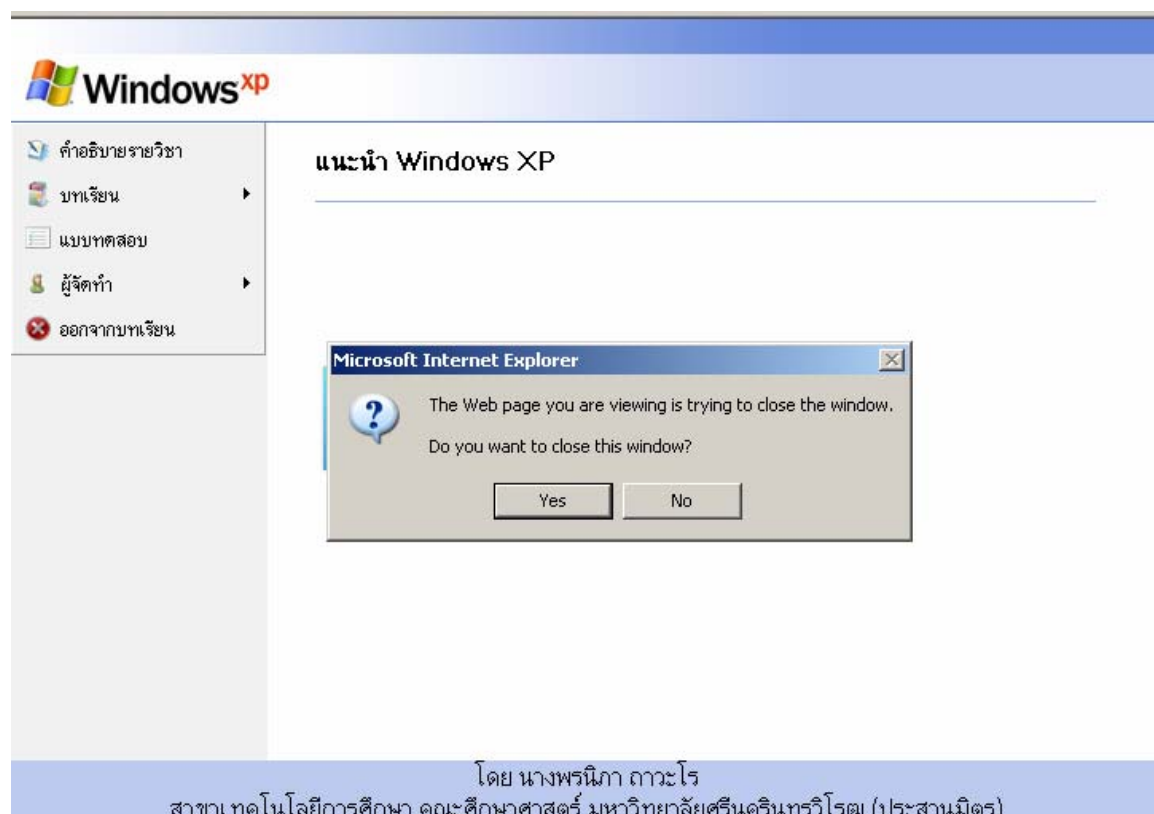 Windows xp
คำอธิบายรายวิชา
บทเรียน
แบบทดสอบ
ผู้จัดทำ
ออกจากบทเรียน
แนะนำ Windows XP
Microsoft Internet Explorer
The Web page you are viewing is trying to close the window.
Do you want to close this window?
Yes No
โดย นางพรนิภา ถาวะโร
สาขาเทคโนโลยีการศึกษา คณะศึกษาศาสตร์ มหาวิทยาลัยศรีนครินทรวิโรฒ (ประสานมิตร)